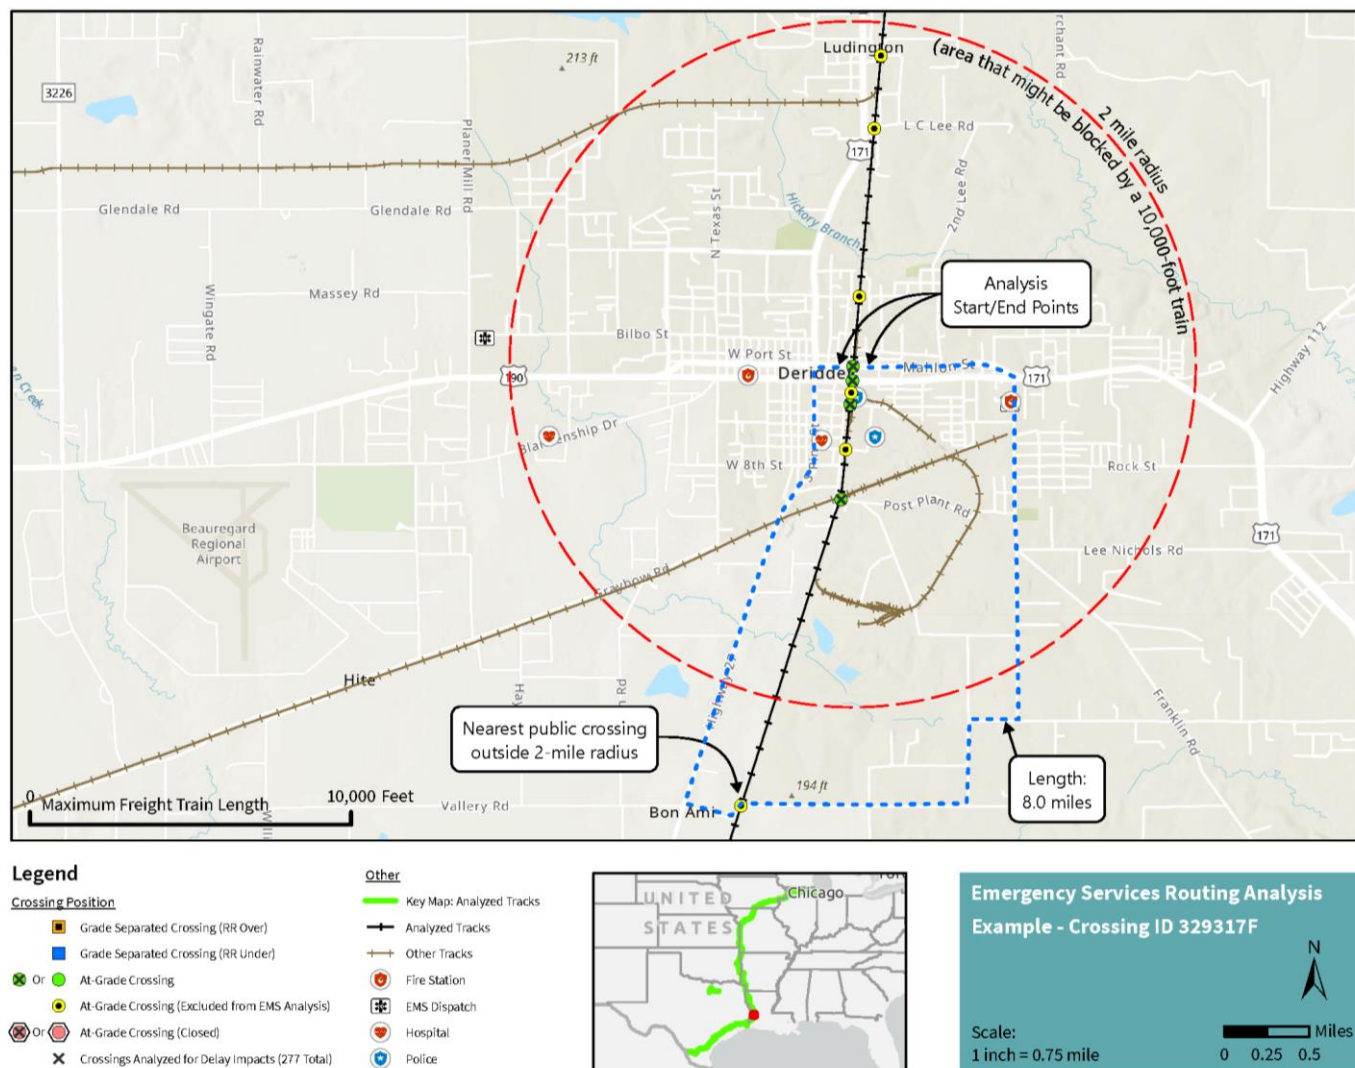 Ludington
(area that might be blocked by a 10,000-foot train
2 mile radius
213 ft
3226
Rainwater Rd
Planer Mill Rd
L C Lee Rd
171
rchant Rd
Glendale Rd
Glendale Rd
N Texas St
Hickory Branch
2nd Lee Rd
Wingate Rd
Massey Rd
Analysis
Start/End Points
Bilbo St
W Port St
Mahlon St
Highway 112
190
Deridder
171
an Creek
Blankenship Dr
W 8th St
Rock St
Post Plant Rd
Beauregard
Regional
Airport
171
Lee Nichols Rd
Graybow Rd
Hite
Highway 27
Franklin Rd
Nearest public crossing
outside 2-mile radius
Length:
8.0 miles
194 ft
0
Maximum Freight Train Length
10,000 Feet
Vallery Rd
Bon Ami
Legend
Crossing Position
Grade Separated Crossing (RR Over)
Grade Separated Crossing (RR Under)
Or
At-Grade Crossing
At-Grade Crossing (Excluded from EMS Analysis)
Or
At-Grade Crossing (Closed)
Crossings Analyzed for Delay Impacts (277 Total)
Other
Key Map: Analyzed Tracks
Analyzed Tracks
Other Tracks
Fire Station
EMS Dispatch
Hospital
Police
UNITED
STATES
Chicago
Emergency Services Routing Analysis
Example - Crossing ID 329317F
N
Scale:
1 inch = 0.75 mile
Miles
0 0.25 0.5